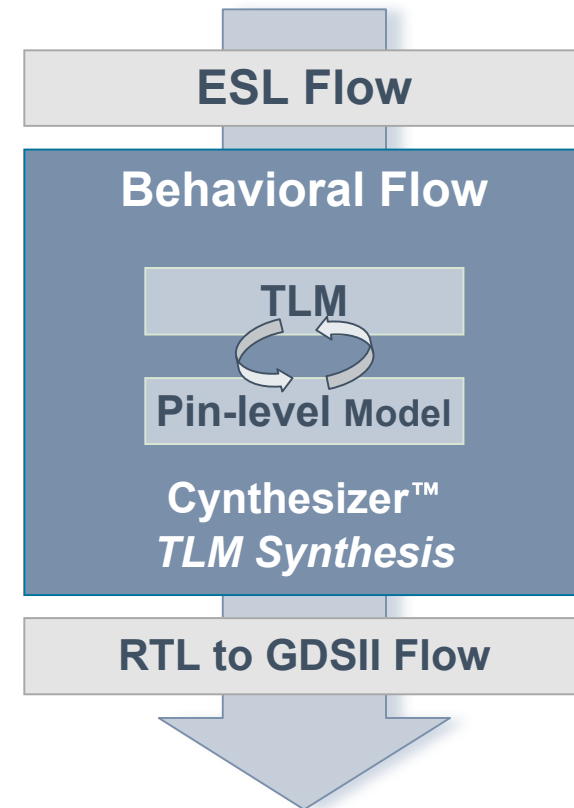 ESL Flow
Behavioral Flow
TLM
Pin-level Model
Cynthesizer™
TLM Synthesis
RTL to GDSII Flow